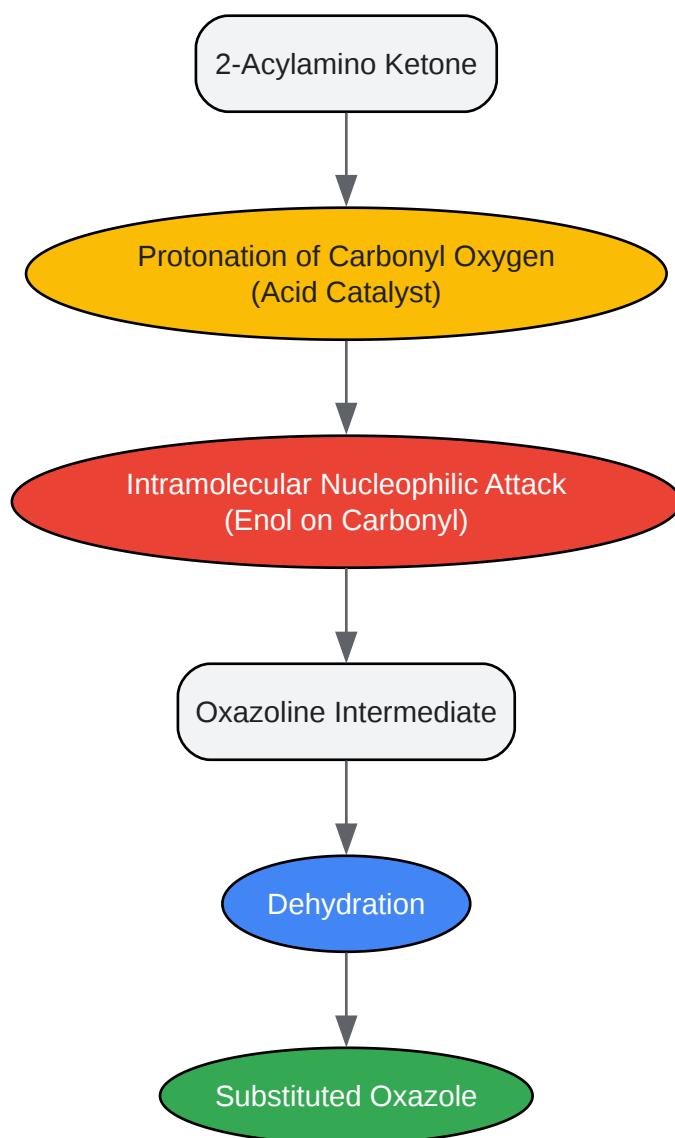 2-Acylamino Ketone
Protonation of Carbonyl Oxygen
(Acid Catalyst)
Intramolecular Nucleophilic Attack
(Enol on Carbonyl)
Oxazoline Intermediate
Dehydration
Substituted Oxazole